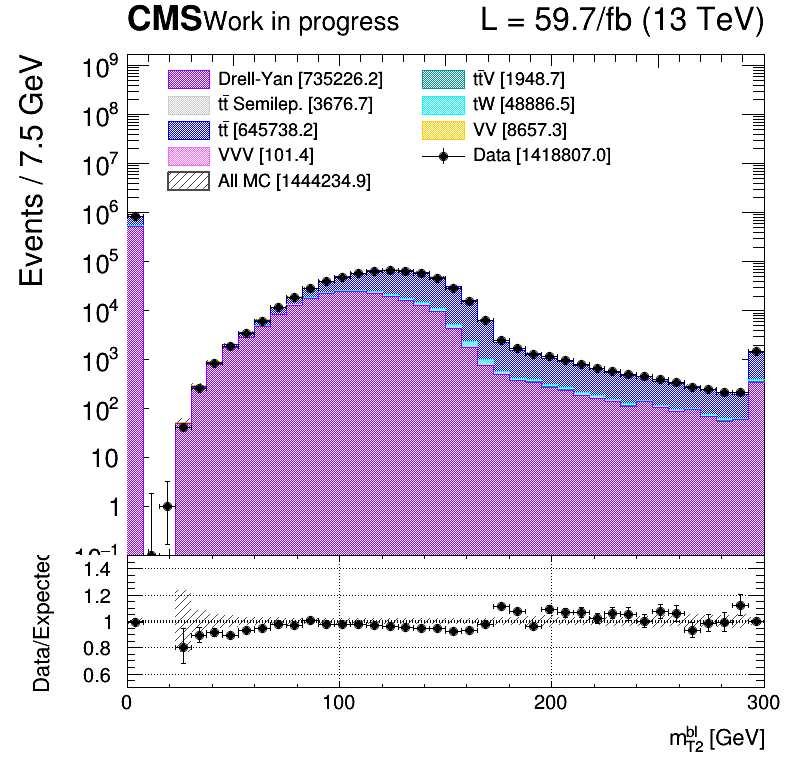 CMS Work in progress L = 59.7/fb (13 TeV)
Events / 7.5 GeV
10⁹
10⁸
10⁷
10⁶
10⁵
10⁴
10³
10²
10
1
10⁻¹
Drell-Yan [735226.2]
tt̄ Semilep. [3676.7]
tt̄ [645738.2]
VVV [101.4]
All MC [1444234.9]
tt̄V [1948.7]
tW [48886.5]
VV [8657.3]
Data [1418807.0]
Data/Expected
1.4
1.2
1
0.8
0.6
0 100 200 300
m_{T2}^{bl} [GeV]